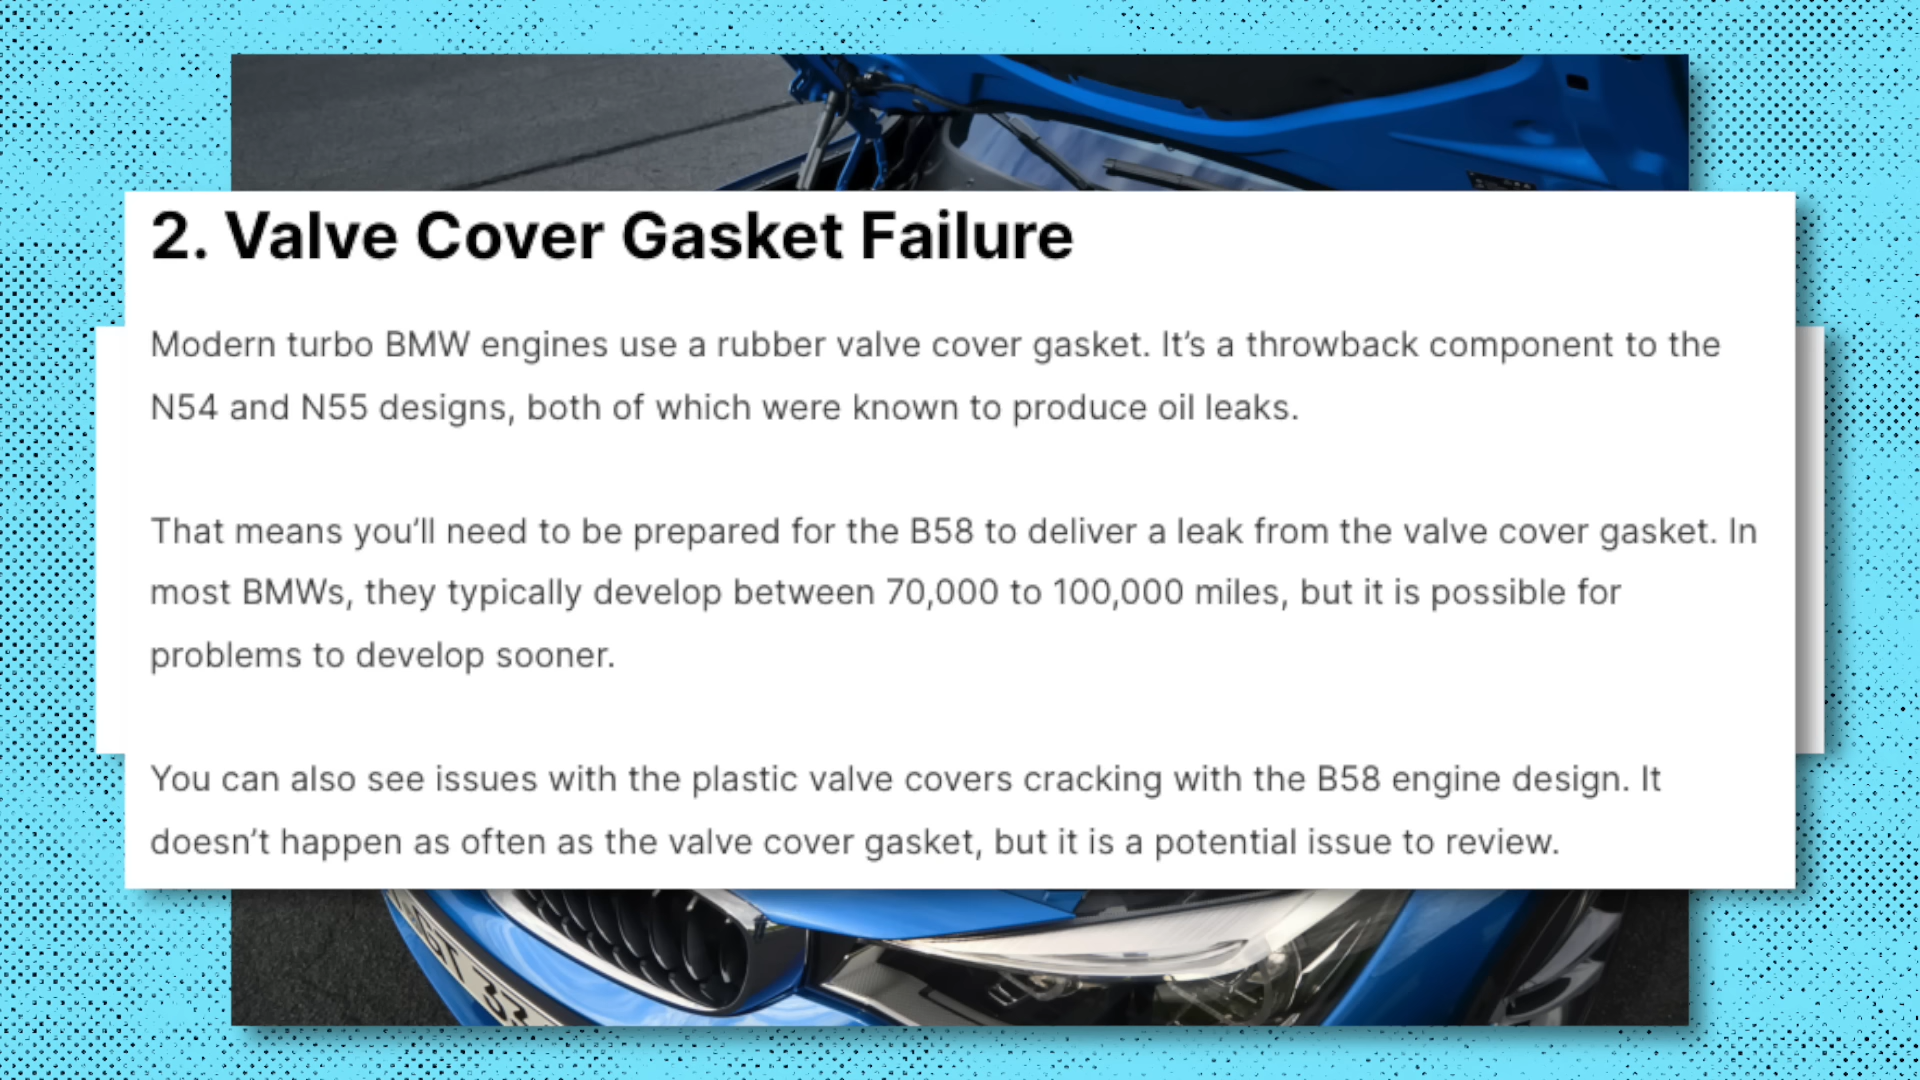 2. Valve Cover Gasket Failure
Modern turbo BMW engines use a rubber valve cover gasket. It’s a throwback component to the
N54 and N55 designs, both of which were known to produce oil leaks.
That means you’ll need to be prepared for the B58 to deliver a leak from the valve cover gasket. In
most BMWs, they typically develop between 70,000 to 100,000 miles, but it is possible for
problems to develop sooner.
You can also see issues with the plastic valve covers cracking with the B58 engine design. It
doesn’t happen as often as the valve cover gasket, but it is a potential issue to review.